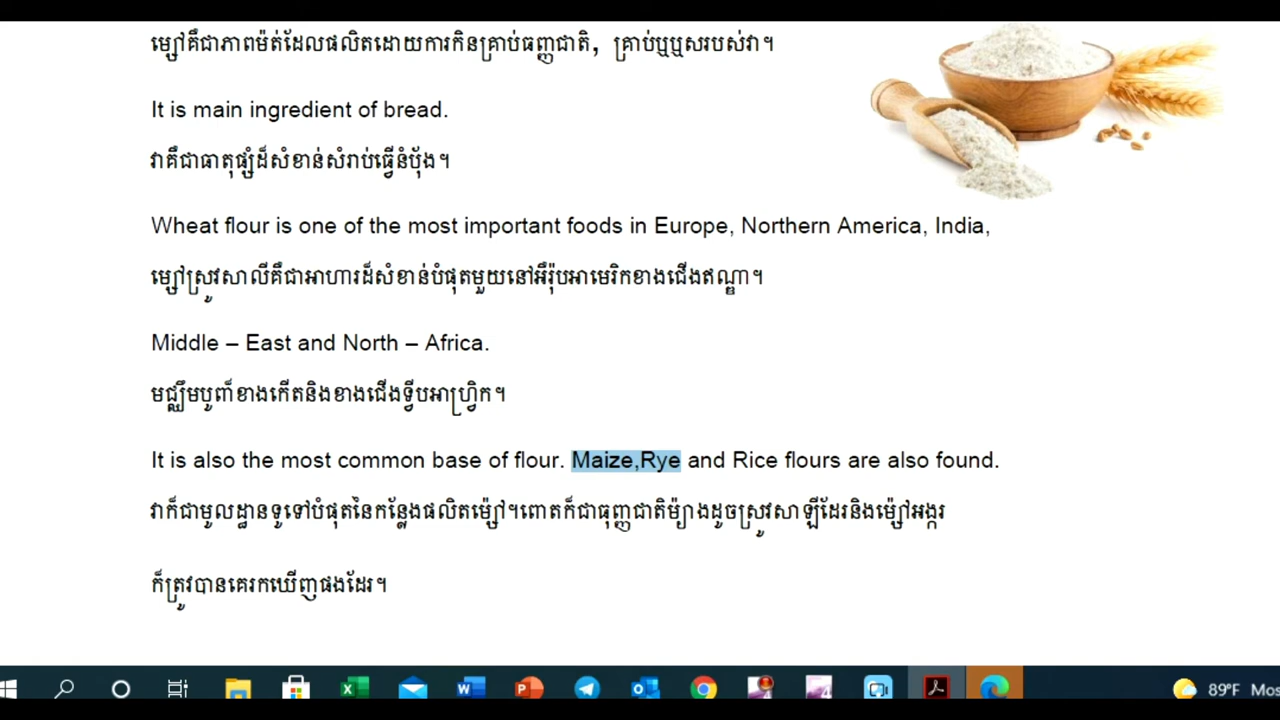 ម្សៅគឺជាភាពម៉ត់ដែលផលិតដោយការកិនគ្រាប់ធញ្ញជាតិ, គ្រាប់ឬឬសរបស់វា។
It is main ingredient of bread.
វាគឺជាធាតុផ្សំដ៏សំខាន់សំរាប់ធ្វើនំប៉័ង។
Wheat flour is one of the most important foods in Europe, Northern America, India,
ម្សៅស្រូវសាលីគឺជាអាហារដ៏សំខាន់បំផុតមួយនៅអឺរ៉ុបអាមេរិកខាងជើងឥណ្ឌា។
Middle – East and North – Africa.
មជ្ឈឹមបូព៌ាខាងកើតនិងខាងជើងទ្វីបអាហ្វ្រិក។
It is also the most common base of flour. Maize,Rye and Rice flours are also found.
វាក៏ជាមូលដ្ឋានទូទៅបំផុតនៃកន្លែងផលិតម៉្សៅ។ពោតក៏ជាធុញ្ញជាតិម៉្យាងដូចស្រូវសាឡីដែរនិងម៉្សៅអង្ករ
ក៏ត្រូវបានគេរកឃើញផងដែរ។
89°F Mos